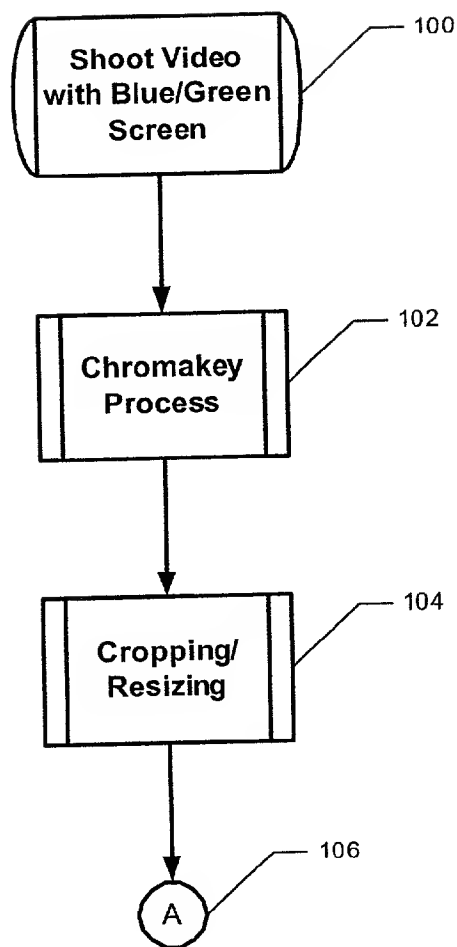 Shoot Video
with Blue/Green
Screen
100
Chromakey
Process
102
Cropping/
Resizing
104
A
106